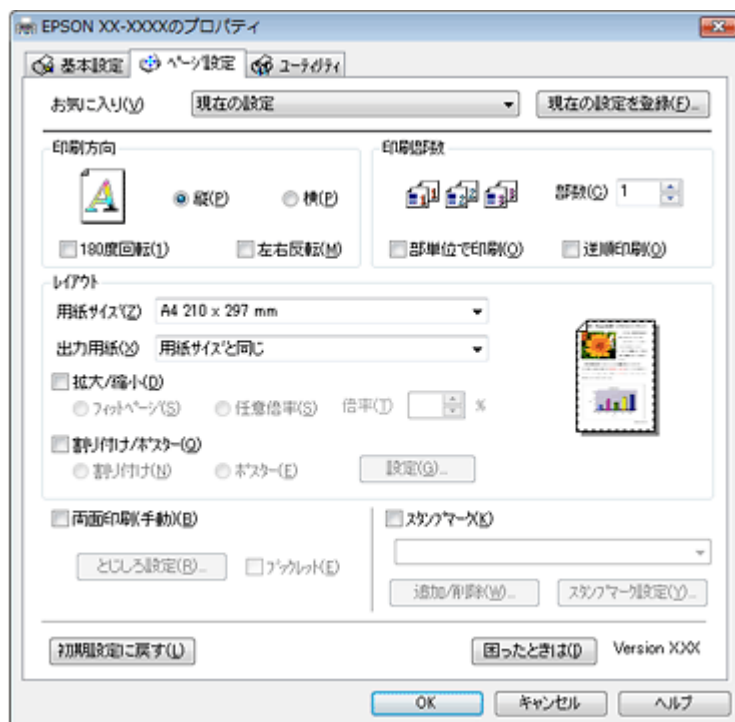 EPSON XX-XXXXのプロパティ
基本設定 ページ設定 ユーティリティ
お気に入り(V) 現在の設定 現在の設定を登録(F)...
印刷方向 印刷部数
縦(P) 横(P) 部数(C) 1
180度回転(1) 左右反転(M) 部単位で印刷(O) 逆順印刷(O)
レイアウト
用紙サイズ(Z) A4 210 x 297 mm
出力用紙(X) 用紙サイズと同じ
拡大/縮小(D)
フィットページ(S) 任意倍率(S) 倍率(T) %
割り付け/ポスター(Q)
割り付け(N) ポスター(E) 設定(G)...
両面印刷(手動)(B) スタンプマーク(K)
とじしろ設定(R)... ブックレット(E)
追加/削除(W)... スタンプマーク設定(Y)...
初期設定に戻す(L) 困ったときは(I) Version X.XX
OK キャンセル ヘルプ